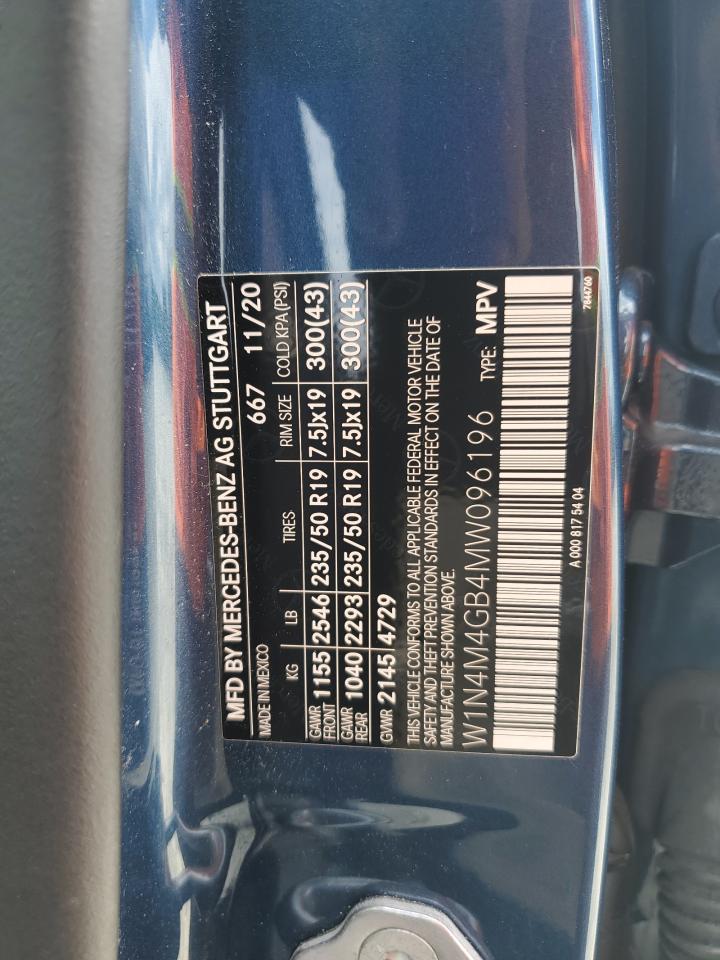 MFD BY MERCEDES-BENZ AG STUTTGART
MADE IN MEXICO 667 11/20
KG LB TIRES RIM SIZE COLD KPA(PSI)
GAWR FRONT 1155 2546 235/50 R19 7.5Jx19 300(43)
GAWR REAR 1040 2293 235/50 R19 7.5Jx19 300(43)
GVWR 2145 4729
THIS VEHICLE CONFORMS TO ALL APPLICABLE FEDERAL MOTOR VEHICLE
SAFETY AND THEFT PREVENTION STANDARDS IN EFFECT ON THE DATE OF
MANUFACTURE SHOWN ABOVE.
W1N4M4GB4MW096196 TYPE: MPV
A 000 817 54 04 7844760